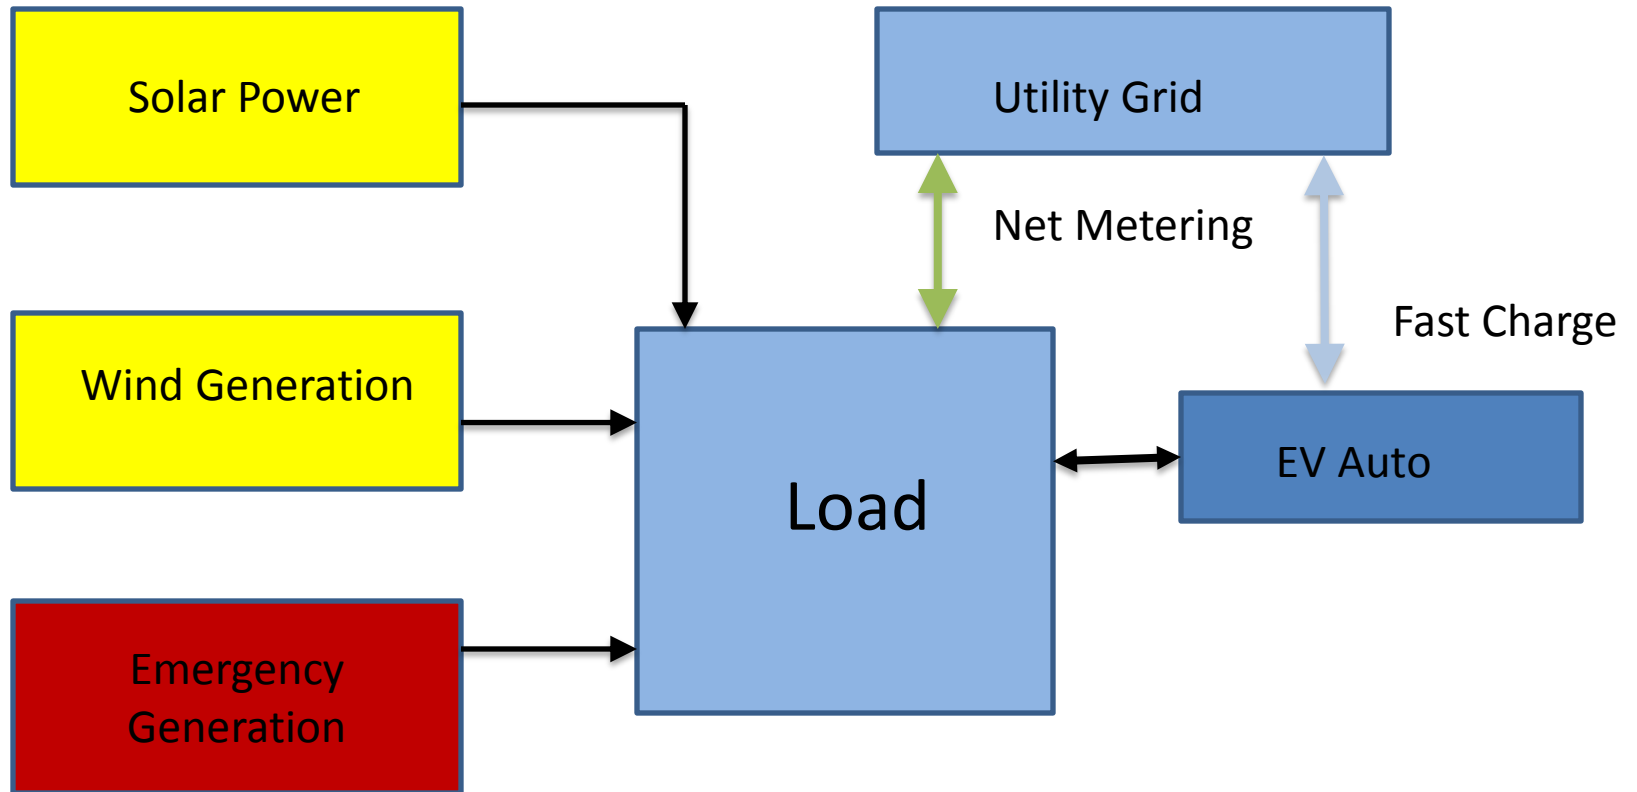 Solar Power
Utility Grid
Net Metering
Fast Charge
Wind Generation
EV Auto
Load
Emergency
Generation